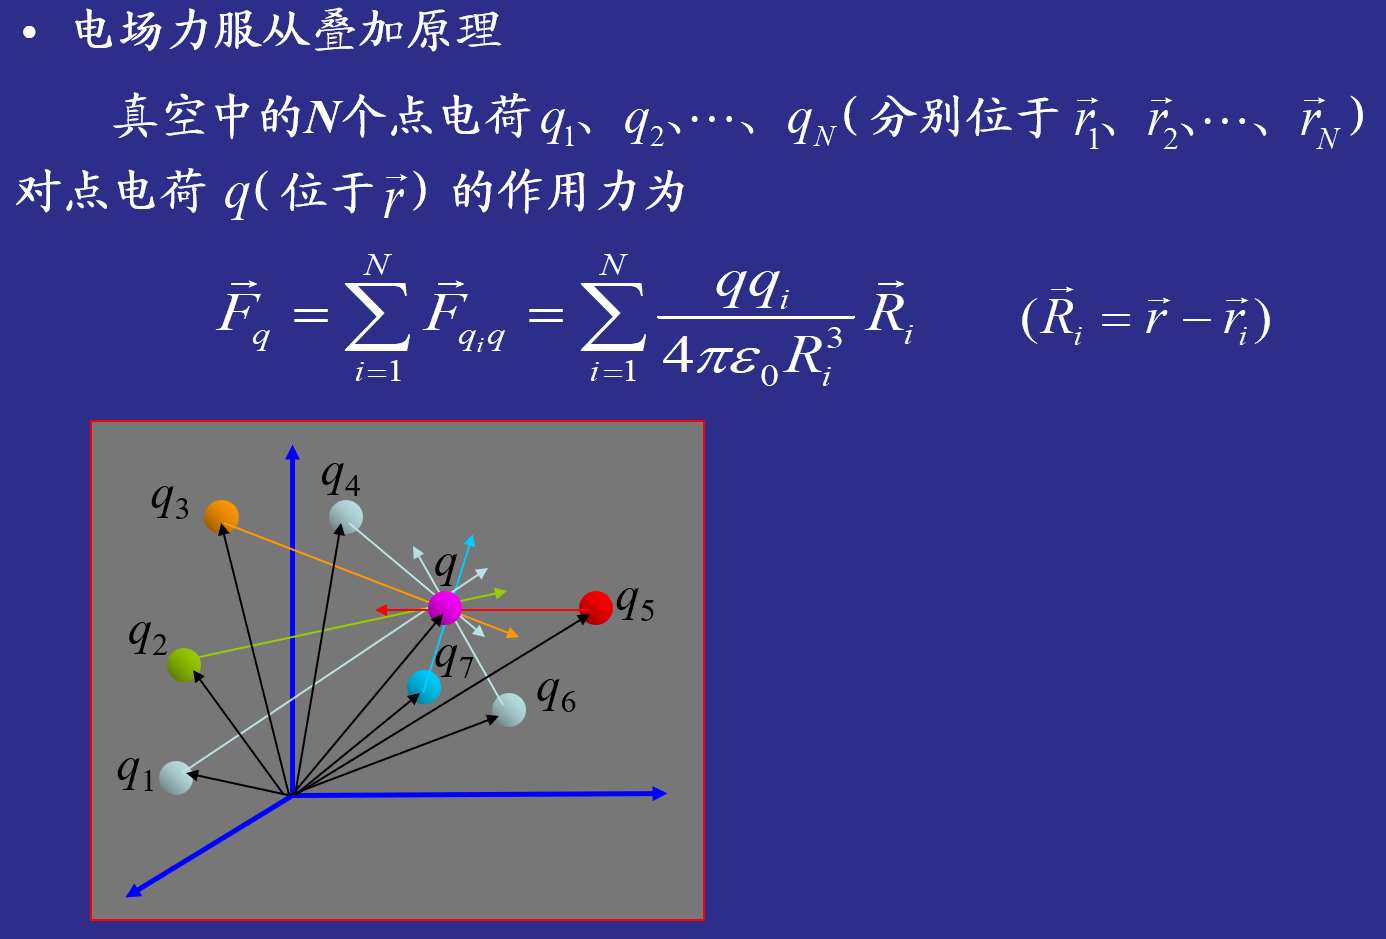 • 电场力服从叠加原理
真空中的N个点电荷 $q_1$、$q_2$、⋯、$q_N$(分别位于 $\vec{r}_1$、$\vec{r}_2$、⋯、$\vec{r}_N$)
对点电荷 $q$(位于 $\vec{r}$) 的作用力为
$\vec{F}_q = \sum_{i=1}^{N} \vec{F}_{q_i q} = \sum_{i=1}^{N} \frac{q q_i}{4\pi\varepsilon_0 R_i^3} \vec{R}_i$ $(\vec{R}_i = \vec{r} - \vec{r}_i)$
$q_4$
$q_3$
$q$
$q_5$
$q_2$
$q_7$
$q_6$
$q_1$